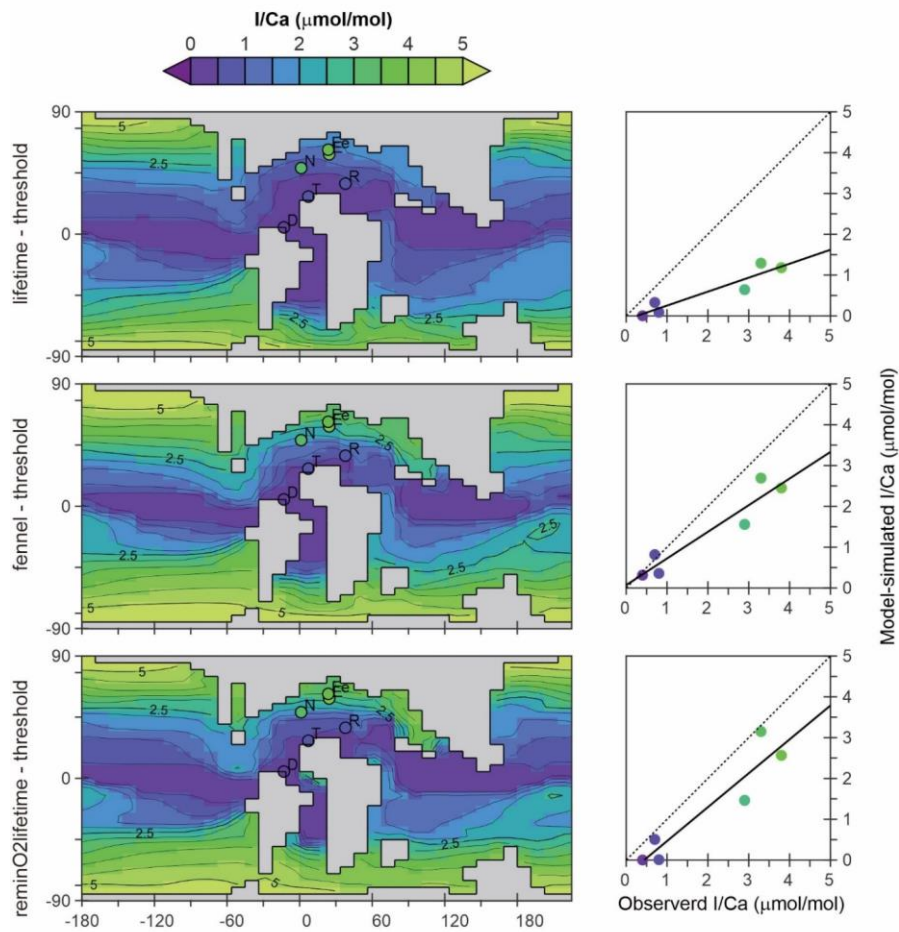 I/Ca (μmol/mol)
0 1 2 3 4 5
lifetime - threshold
90
0
-90
5
2.5
Ee
N
R
T
D
2.5
2.5
5
5
4
3
2
1
0
0 1 2 3 4 5
fennel - threshold
90
0
-90
5
2.5
Ee
N
2.5
R
T
D
2.5
2.5
2.5
5
5
5
4
3
2
1
0
0 1 2 3 4 5
Model-simulated I/Ca (μmol/mol)
reminO2lifetime - threshold
90
0
-90
5
2.5
Ee
N
2.5
R
T
D
2.5
2.5
5
-180 -120 -60 0 60 120 180
5
4
3
2
1
0
0 1 2 3 4 5
Observerd I/Ca (μmol/mol)